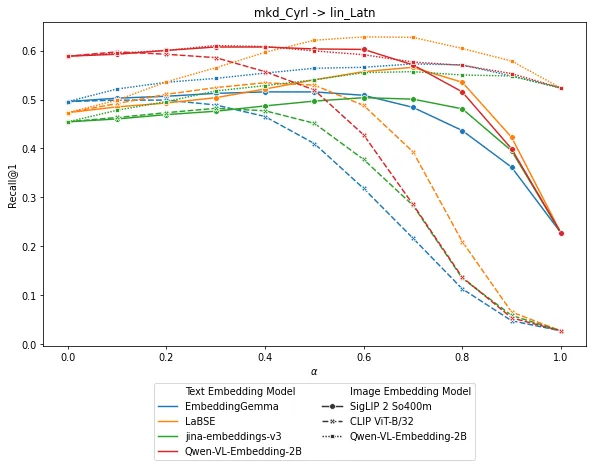 mkd_Cyrl -> lin_Latn
Recall@1
0.6
0.5
0.4
0.3
0.2
0.1
0.0
0.0 0.2 0.4 0.6 0.8 1.0
α
Text Embedding Model Image Embedding Model
EmbeddingGemma SigLIP 2 So400m
LaBSE CLIP ViT-B/32
jina-embeddings-v3 Qwen-VL-Embedding-2B
Qwen-VL-Embedding-2B